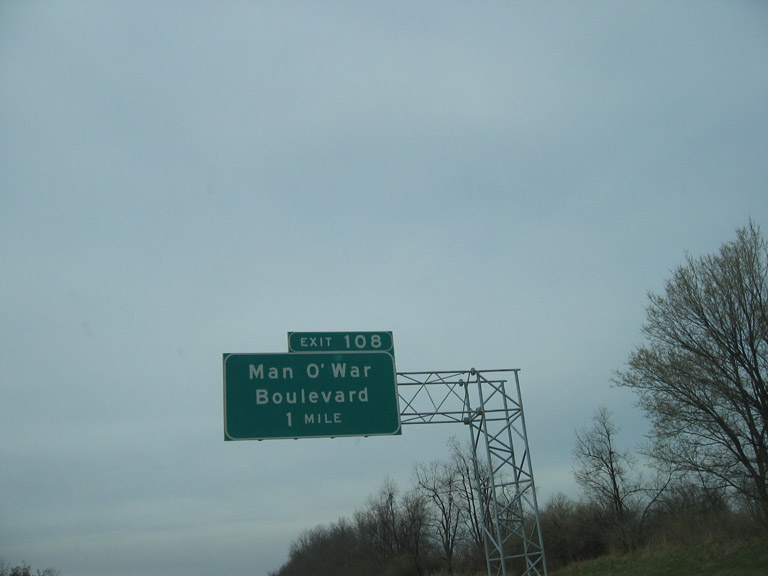 EXIT 108
Man O' War
Boulevard
1 MILE